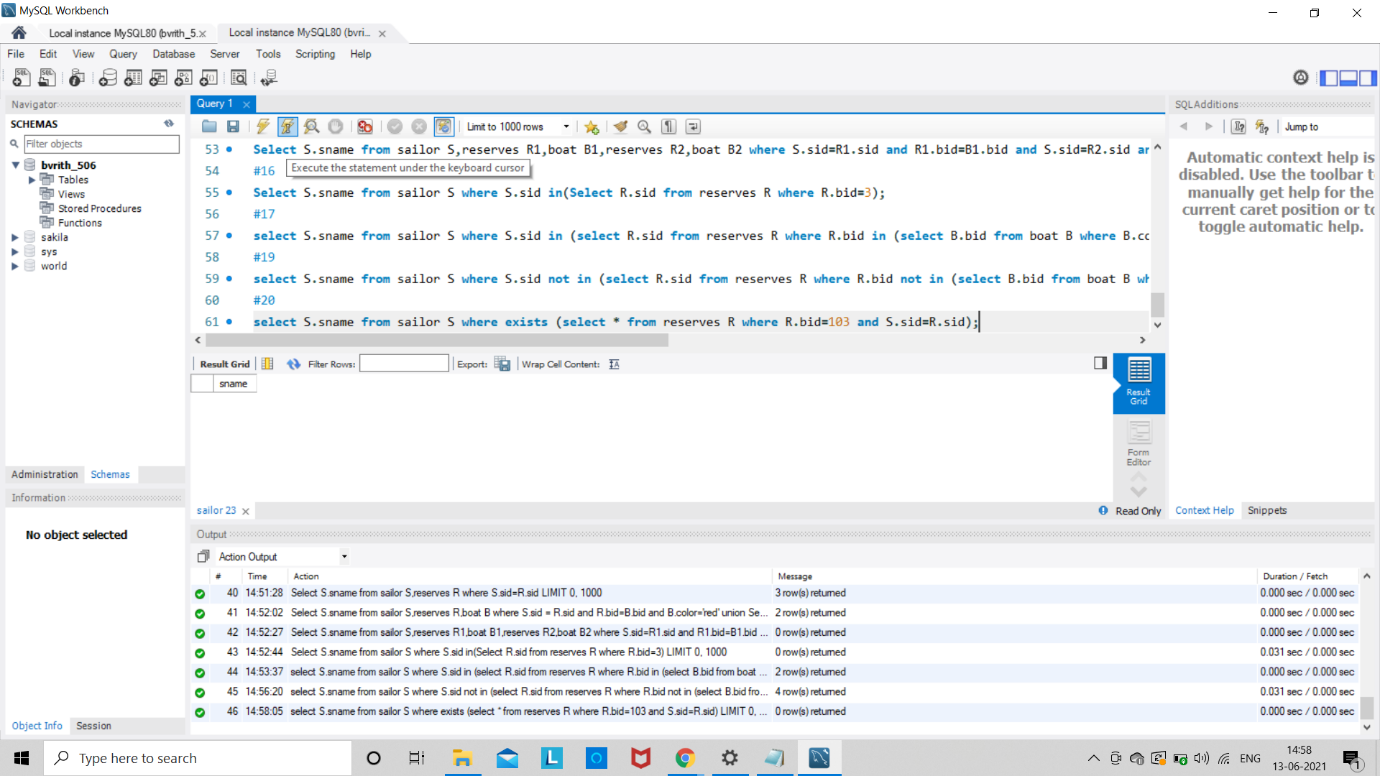 MySQL Workbench
Local instance MySQL80 (bvrith_5.x
Local instance MySQL80 (bvri... x
File Edit View Query Database Server Tools Scripting Help
Navigator
SCHEMAS
Filter objects
bvrith_506
Tables
Views
Stored Procedures
Functions
sakila
sys
world
Administration Schemas
Information
No object selected
Object Info Session
Query 1 x
Limit to 1000 rows
53 Select S.sname from sailor S,reserves R1,boat B1,reserves R2,boat B2 where S.sid=R1.sid and R1.bid=B1.bid and S.sid=R2.sid ar
54 #16
Execute the statement under the keyboard cursor
55 Select S.sname from sailor S where S.sid in(Select R.sid from reserves R where R.bid=3);
56 #17
57 select S.sname from sailor S where S.sid in (select R.sid from reserves R where R.bid in (select B.bid from boat B where B.cc
58 #19
59 select S.sname from sailor S where S.sid not in (select R.sid from reserves R where R.bid not in (select B.bid from boat B wh
60 #20
61 select S.sname from sailor S where exists (select * from reserves R where R.bid=103 and S.sid=R.sid);
Result Grid Filter Rows: Export: Wrap Cell Content:
sname
Result
Grid
Form
Editor
sailor 23 x
Read Only
SQLAdditions
Jump to
Automatic context help is
disabled. Use the toolbar t
manually get help for the
current caret position or to
toggle automatic help.
Context Help Snippets
Output
Action Output
# Time Action Message Duration / Fetch
40 14:51:28 Select S.sname from sailor S,reserves R where S.sid=R.sid LIMIT 0, 1000 3 row(s) returned 0.000 sec / 0.000 sec
41 14:52:02 Select S.sname from sailor S,reserves R,boat B where S.sid = R.sid and R.bid=B.bid and B.color='red' union Se... 2 row(s) returned 0.000 sec / 0.000 sec
42 14:52:27 Select S.sname from sailor S,reserves R1,boat B1,reserves R2,boat B2 where S.sid=R1.sid and R1.bid=B1.bid ... 0 row(s) returned 0.000 sec / 0.000 sec
43 14:52:44 Select S.sname from sailor S where S.sid in(Select R.sid from reserves R where R.bid=3) LIMIT 0, 1000 0 row(s) returned 0.031 sec / 0.000 sec
44 14:53:37 select S.sname from sailor S where S.sid in (select R.sid from reserves R where R.bid in (select B.bid from boat ... 2 row(s) returned 0.000 sec / 0.000 sec
45 14:56:20 select S.sname from sailor S where S.sid not in (select R.sid from reserves R where R.bid not in (select B.bid fro... 4 row(s) returned 0.031 sec / 0.000 sec
46 14:58:05 select S.sname from sailor S where exists (select * from reserves R where R.bid=103 and S.sid=R.sid) LIMIT 0, ... 0 row(s) returned 0.000 sec / 0.000 sec
Type here to search
L
ENG
14:58
13-06-2021
1